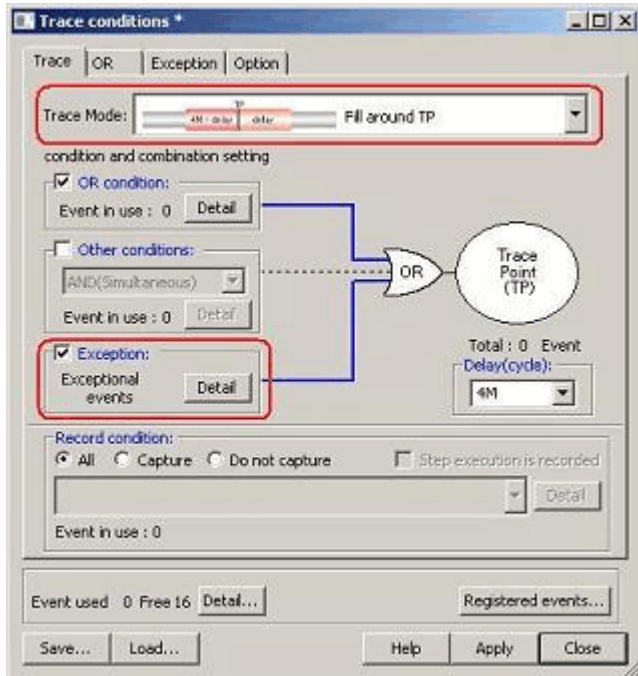 Trace conditions *
Trace OR Exception Option
Trace Mode: TP 4M - delay delay Fill around TP
condition and combination setting
OR condition:
Event in use : 0 Detail
Other conditions:
AND(Simultaneous)
Event in use : 0 Detail
OR
Trace
Point
(TP)
Exception:
Exceptional
events
Detail
Total : 0 Event
Delay(cycle):
4M
Record condition:
All Capture Do not capture Step execution is recorded
Detail
Event in use : 0
Event used 0 Free 16 Detail... Registered events...
Save... Load... Help Apply Close